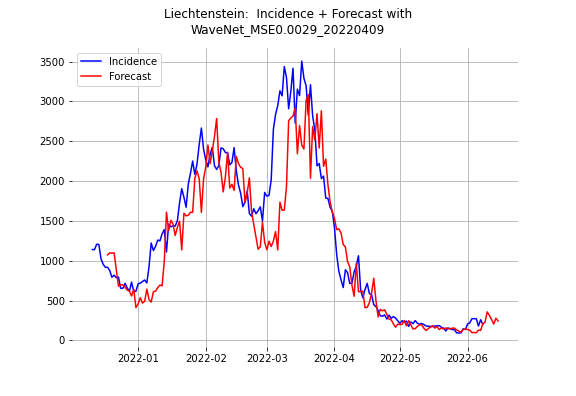 Liechtenstein:  Incidence + Forecast with
WaveNet_MSE0.0029_20220409
Incidence
Forecast
3500
3000
2500
2000
1500
1000
500
0
2022-01 2022-02 2022-03 2022-04 2022-05 2022-06